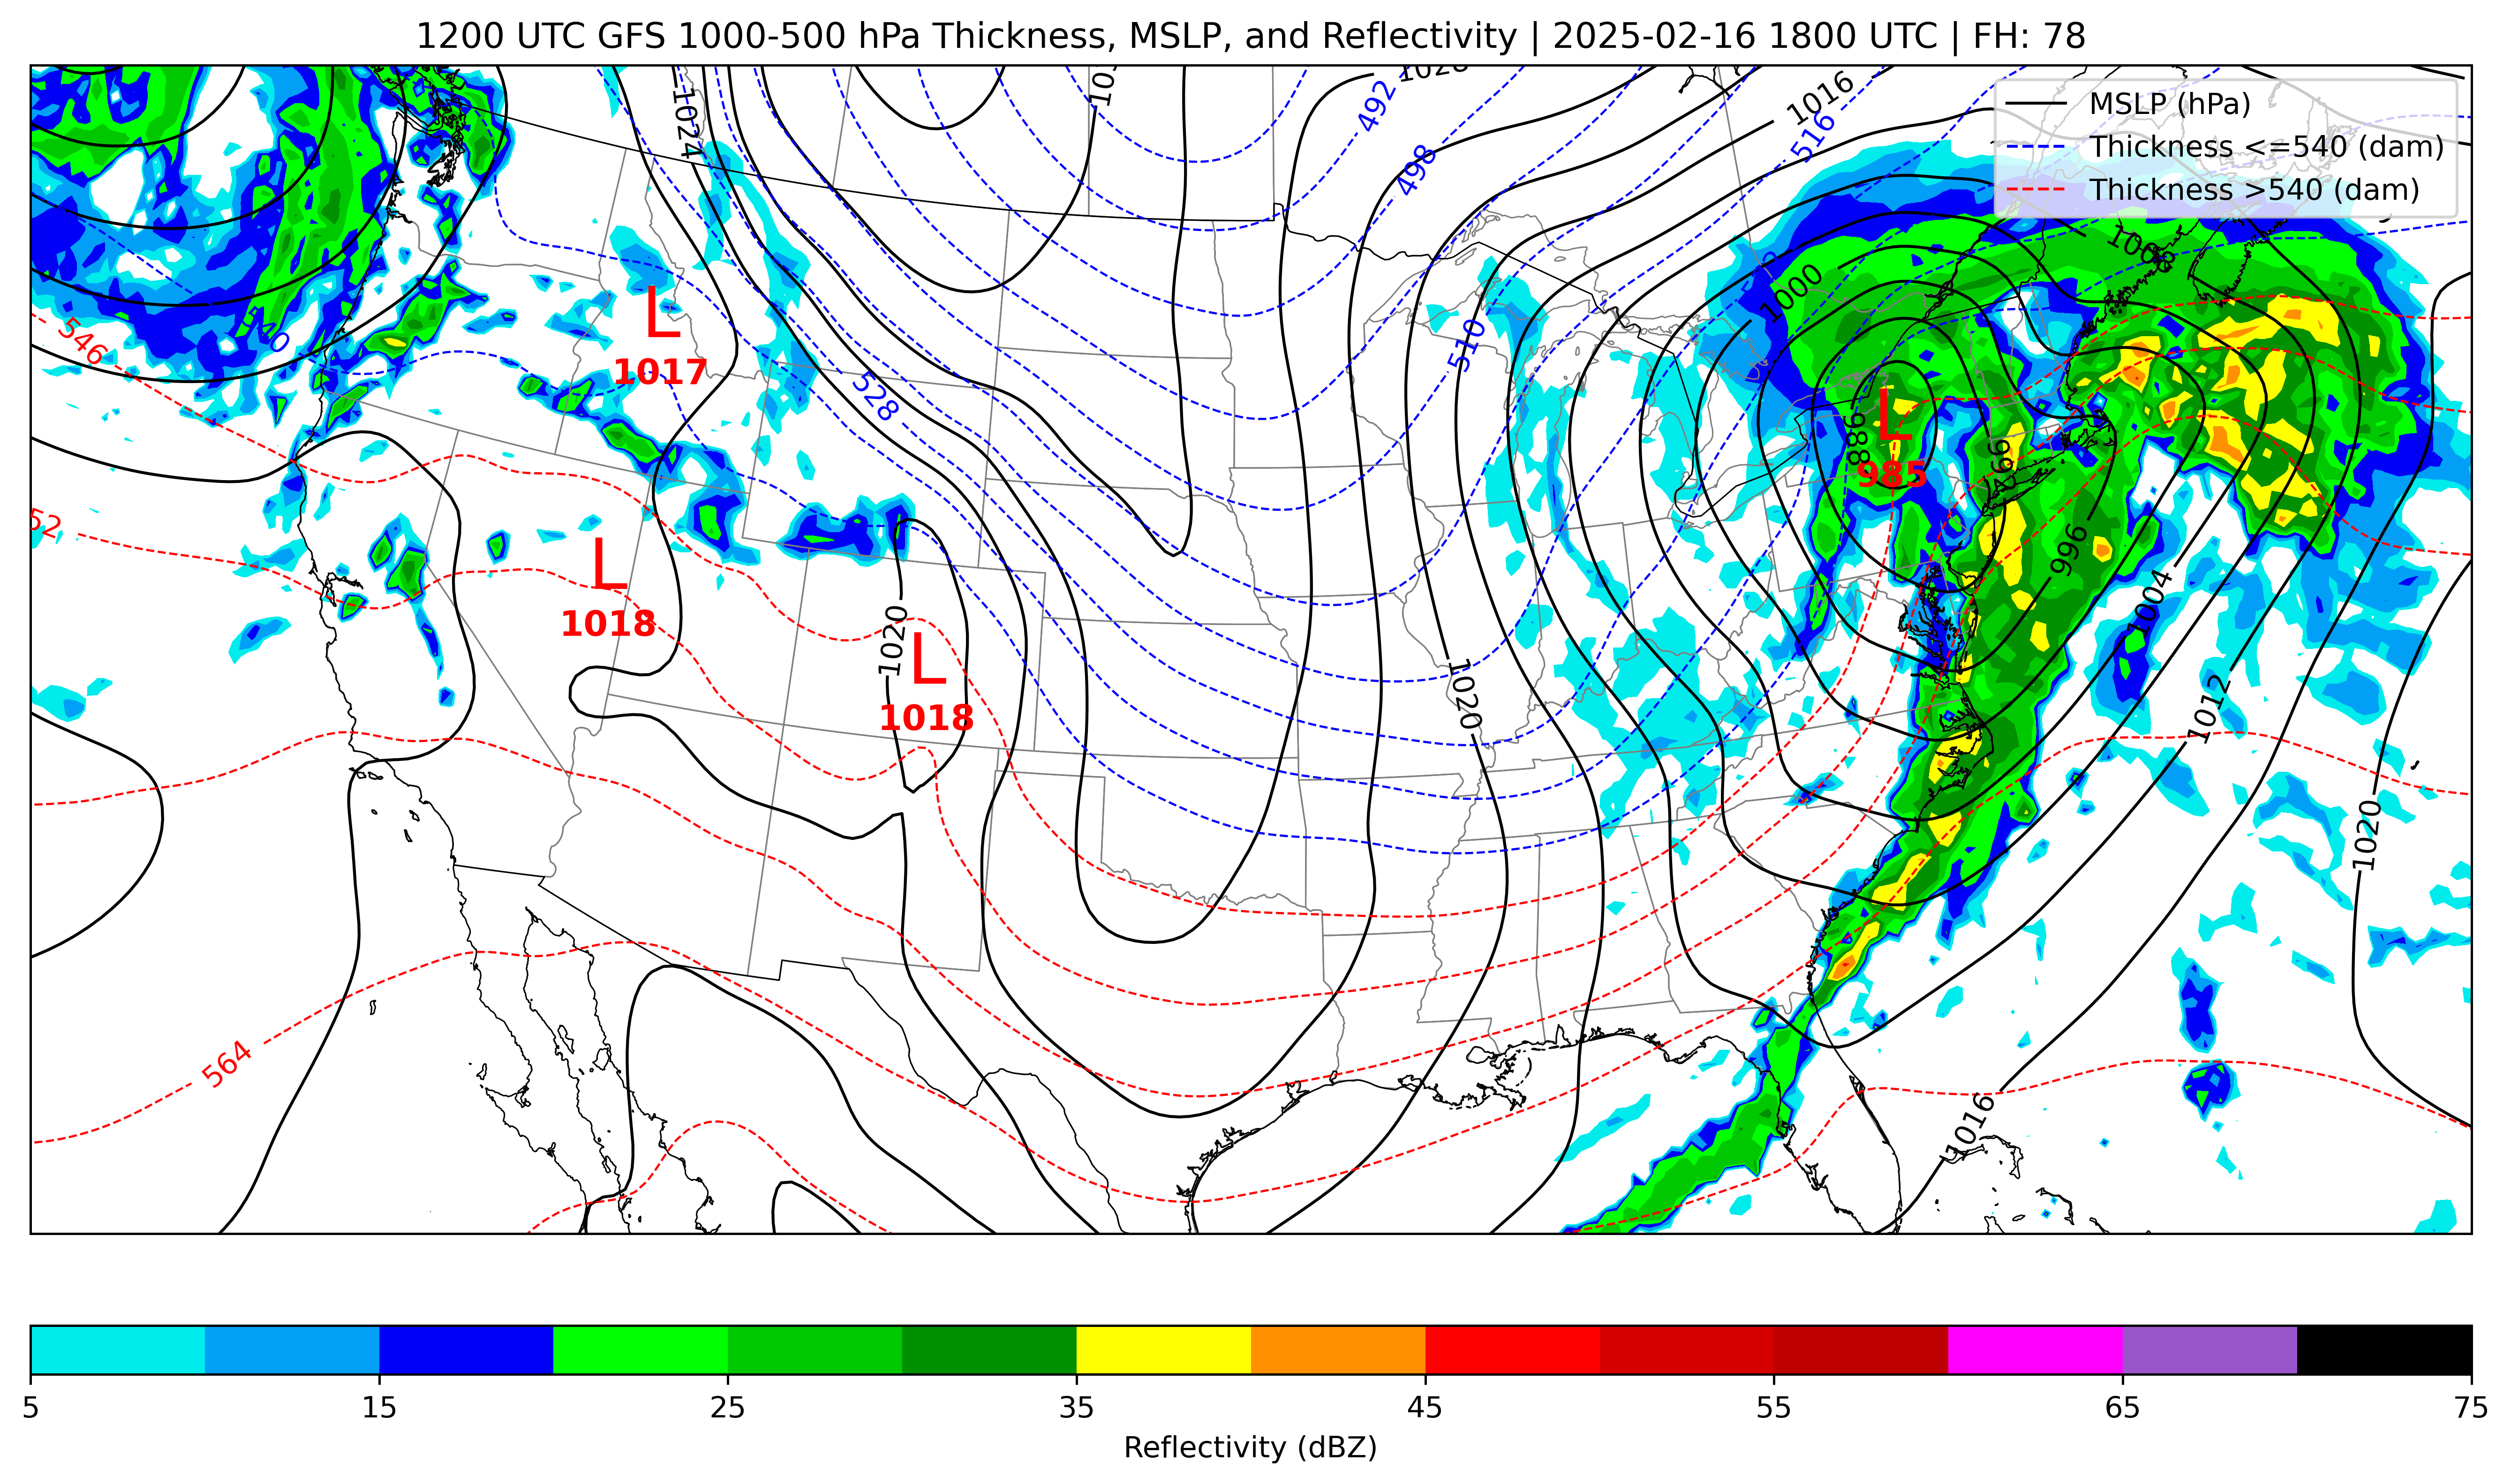 1200 UTC GFS 1000-500 hPa Thickness, MSLP, and Reflectivity | 2025-02-16 1800 UTC | FH: 78
MSLP (hPa)
Thickness <=540 (dam)
Thickness >540 (dam)
1028
492
1016
1024
516
498
1008
1000
L
1017
546
510
528
L
985
988
992
52
996
L
1018
1004
1020
L
1018
1020
1012
1020
564
1016
5 15 25 35 45 55 65 75
Reflectivity (dBZ)